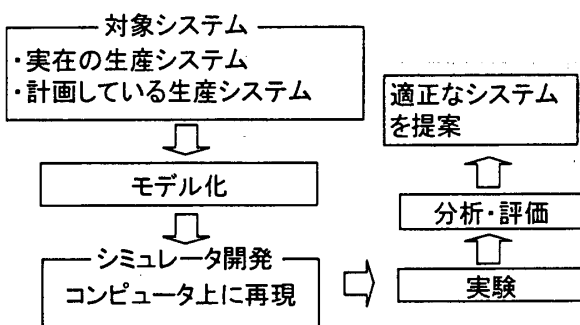 対象システム
・実在の生産システム
・計画している生産システム
モデル化
シミュレータ開発
コンピュータ上に再現
実験
分析・評価
適正なシステム
を提案